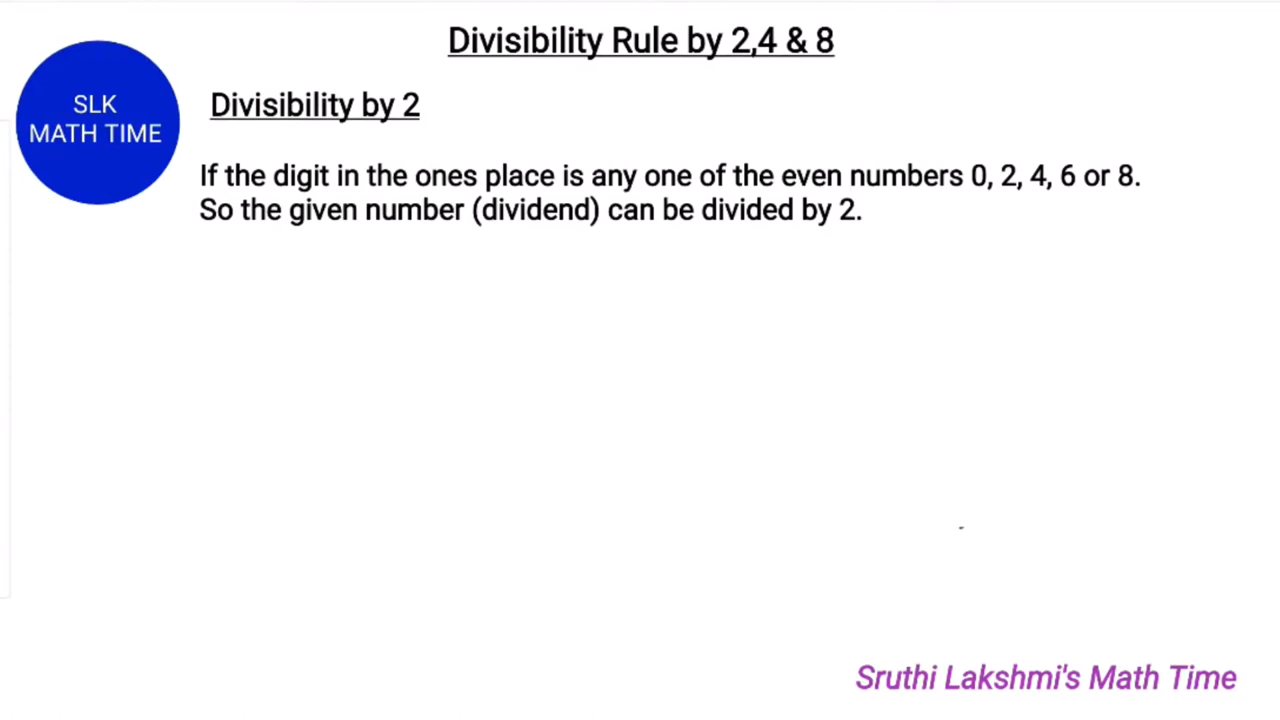 Divisibility Rule by 2,4 & 8
SLK
MATH TIME
Divisibility by 2
If the digit in the ones place is any one of the even numbers 0, 2, 4, 6 or 8.
So the given number (dividend) can be divided by 2.
Sruthi Lakshmi's Math Time